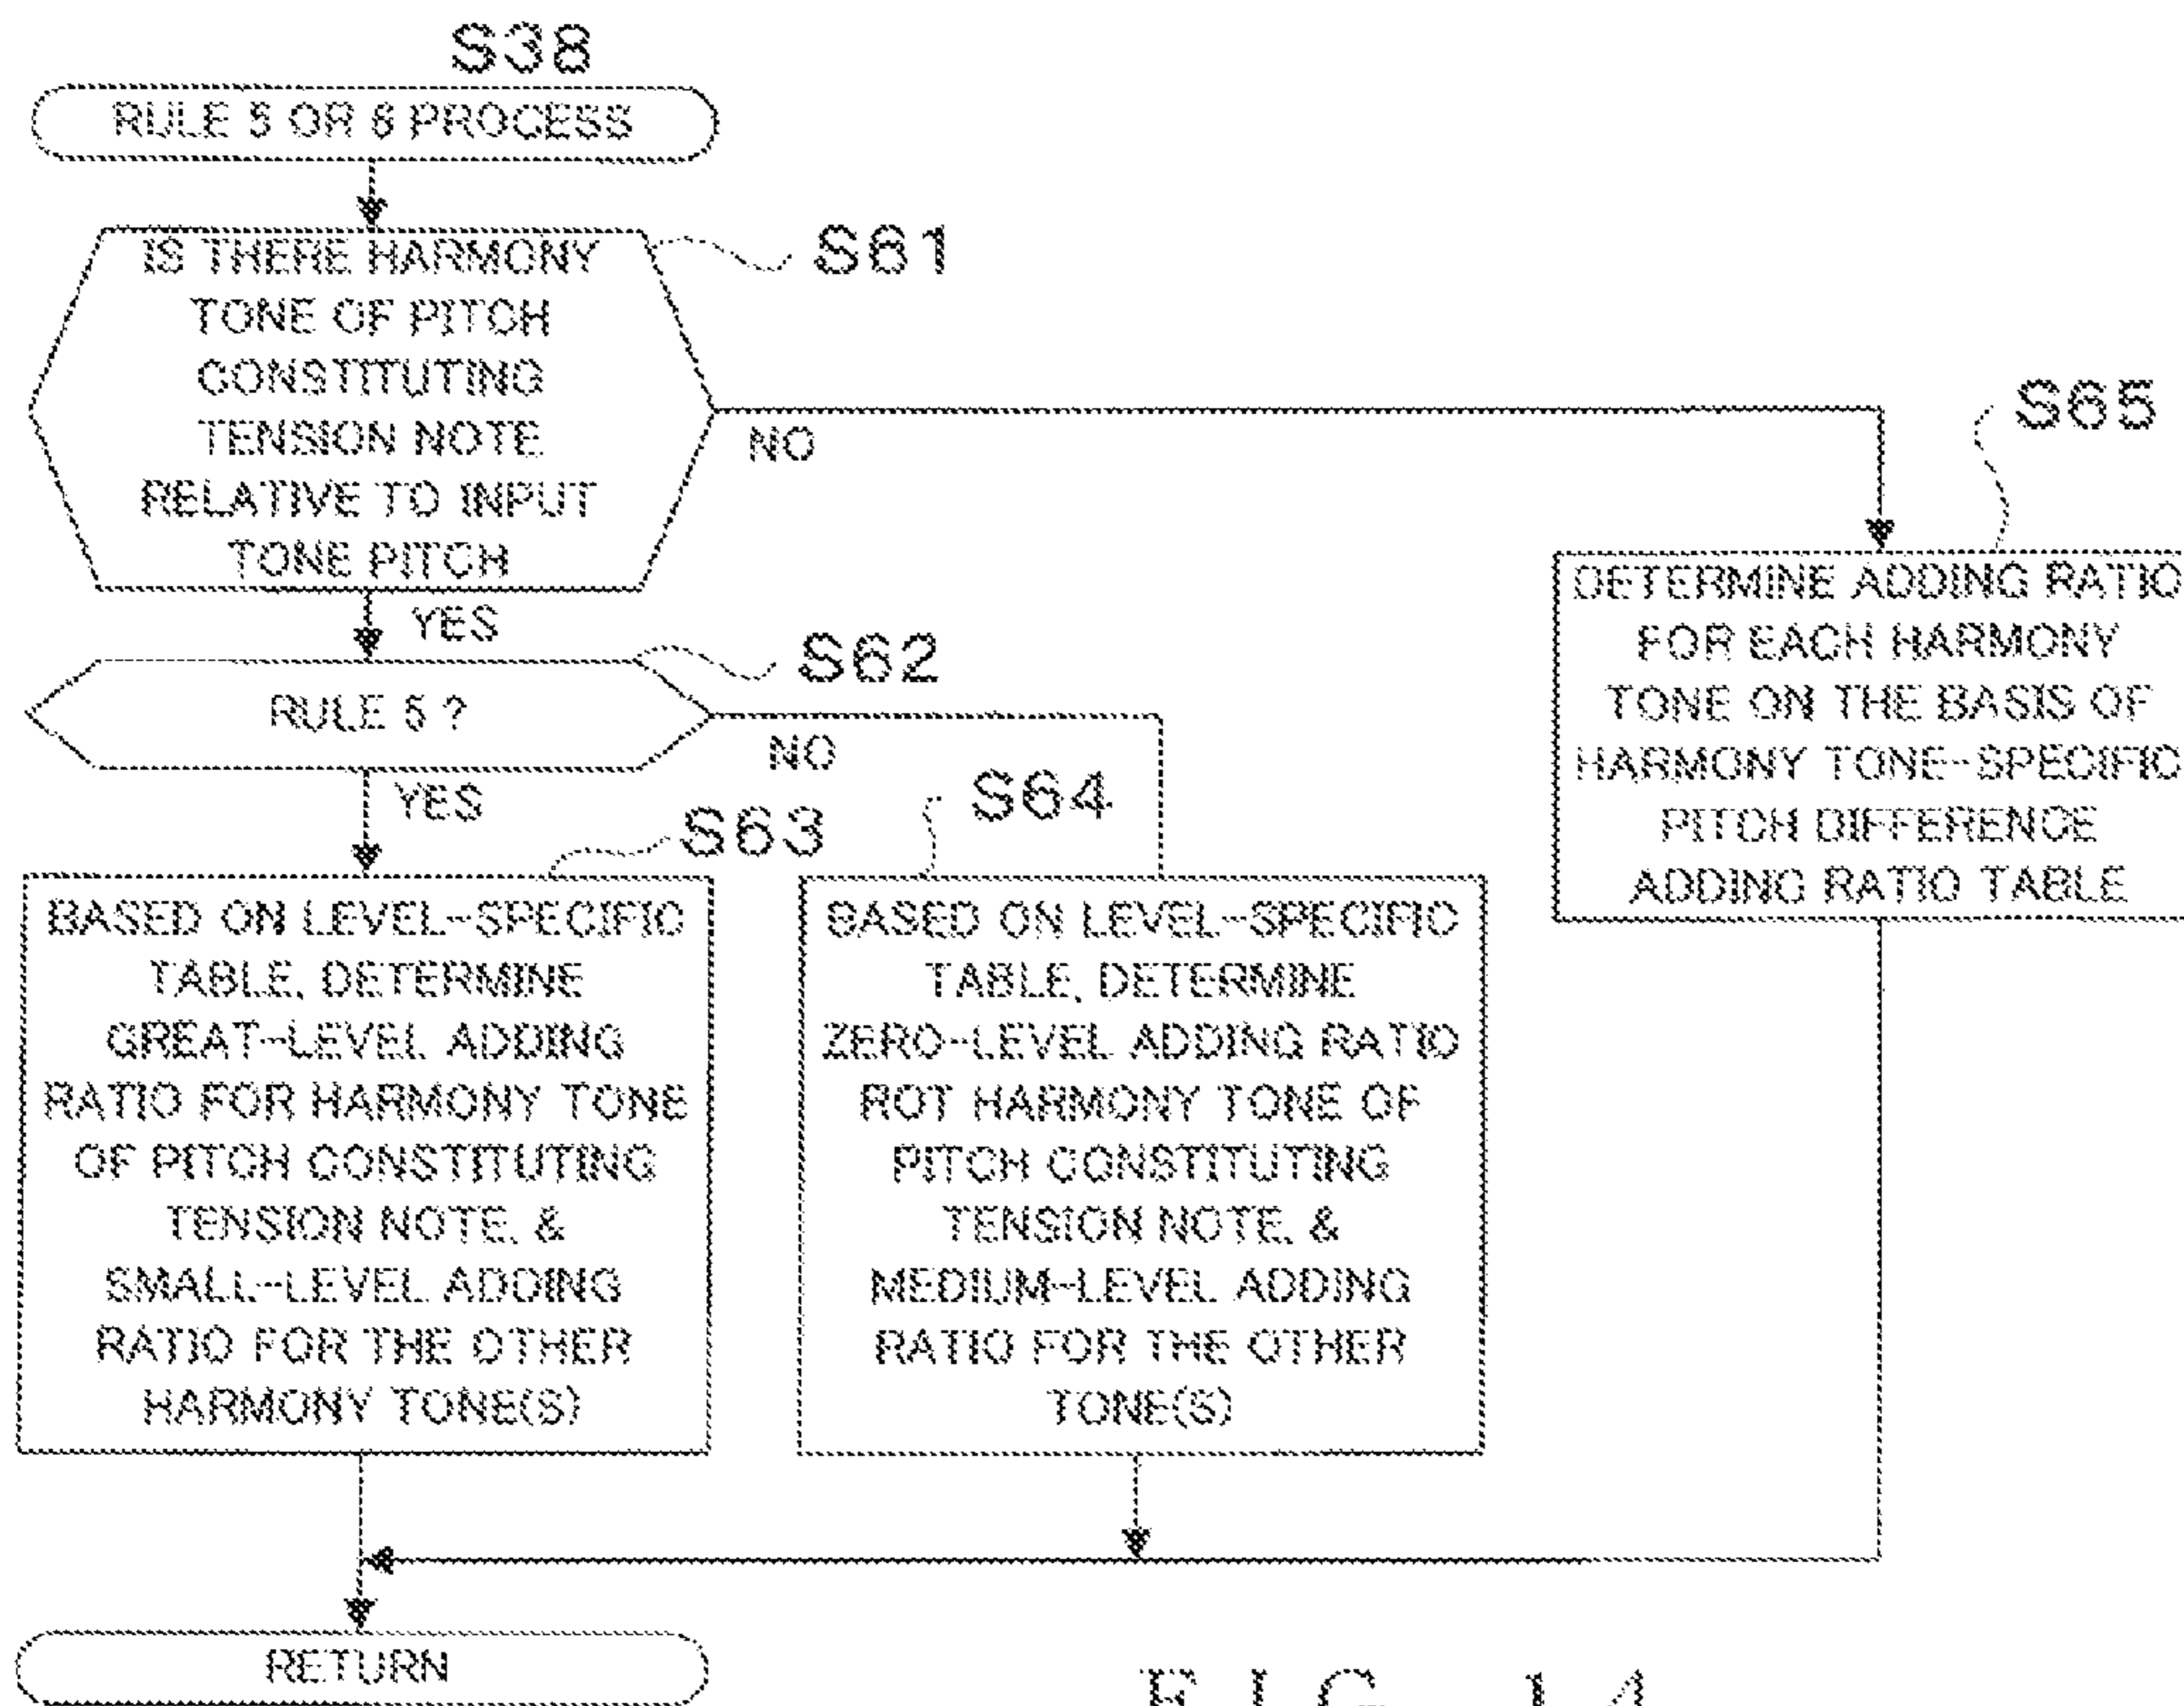 S38
RULE 5 OR 6 PROCESS
IS THERE HARMONY
TONE OF PITCH
CONSTITUTING
TENSION NOTE
RELATIVE TO INPUT
TONE PITCH
S61
NO
YES
S62
RULE 5 ?
NO
YES
S63
BASED ON LEVEL-SPECIFIC
TABLE, DETERMINE
GREAT-LEVEL ADDING
RATIO FOR HARMONY TONE
OF PITCH CONSTITUTING
TENSION NOTE, &
SMALL-LEVEL ADDING
RATIO FOR THE OTHER
HARMONY TONE(S)
S64
BASED ON LEVEL-SPECIFIC
TABLE, DETERMINE
ZERO-LEVEL ADDING RATIO
ROT HARMONY TONE OF
PITCH CONSTITUTING
TENSION NOTE, &
MEDIUM-LEVEL ADDING
RATIO FOR THE OTHER
TONE(S)
S65
DETERMINE ADDING RATIO
FOR EACH HARMONY
TONE ON THE BASIS OF
HARMONY TONE-SPECIFIC
PITCH DIFFERENCE
ADDING RATIO TABLE
RETURN
FIG. 14